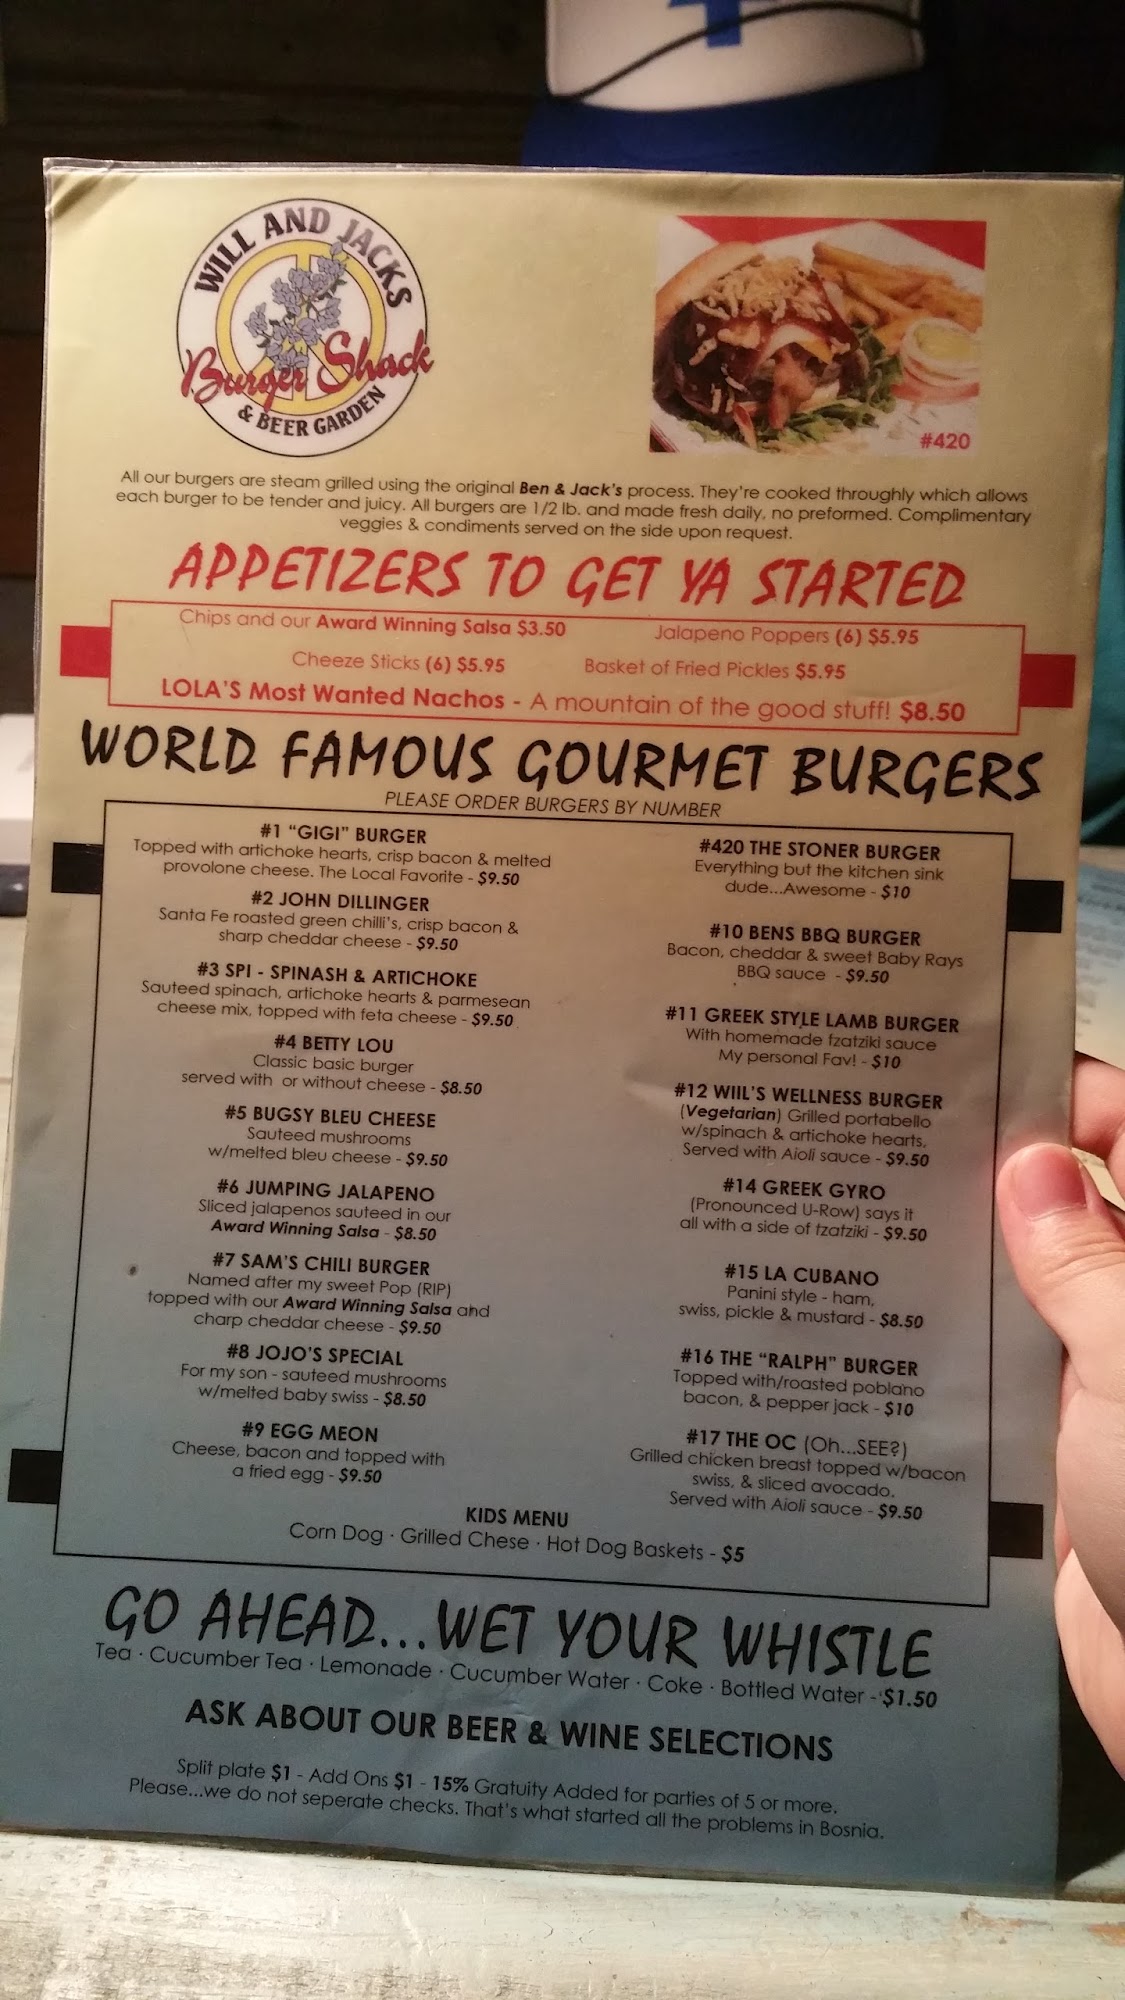 WILL AND JACKS
Burger Shack
& BEER GARDEN
#420
All our burgers are steam grilled using the original Ben & Jack's process. They're cooked throughly which allows
each burger to be tender and juicy. All burgers are 1/2 lb. and made fresh daily, no preformed. Complimentary
veggies & condiments served on the side upon request.
APPETIZERS TO GET YA STARTED
Chips and our Award Winning Salsa $3.50 Jalapeno Poppers (6) $5.95
Cheeze Sticks (6) $5.95 Basket of Fried Pickles $5.95
LOLA'S Most Wanted Nachos - A mountain of the good stuff! $8.50
WORLD FAMOUS GOURMET BURGERS
PLEASE ORDER BURGERS BY NUMBER
#1 "GIGI" BURGER
Topped with artichoke hearts, crisp bacon & melted
provolone cheese. The Local Favorite - $9.50
#2 JOHN DILLINGER
Santa Fe roasted green chilli's, crisp bacon &
sharp cheddar cheese - $9.50
#3 SPI - SPINASH & ARTICHOKE
Sauteed spinach, artichoke hearts & parmesean
cheese mix, topped with feta cheese - $9.50
#4 BETTY LOU
Classic basic burger
served with or without cheese - $8.50
#5 BUGSY BLEU CHEESE
Sauteed mushrooms
w/melted bleu cheese - $9.50
#6 JUMPING JALAPENO
Sliced jalapenos sauteed in our
Award Winning Salsa - $8.50
#7 SAM'S CHILI BURGER
Named after my sweet Pop (RIP)
topped with our Award Winning Salsa and
charp cheddar cheese - $9.50
#8 JOJO'S SPECIAL
For my son - sauteed mushrooms
w/melted baby swiss - $8.50
#9 EGG MEON
Cheese, bacon and topped with
a fried egg - $9.50
#420 THE STONER BURGER
Everything but the kitchen sink
dude...Awesome - $10
#10 BENS BBQ BURGER
Bacon, cheddar & sweet Baby Rays
BBQ sauce - $9.50
#11 GREEK STYLE LAMB BURGER
With homemade tzatziki sauce
My personal Fav! - $10
#12 WIIL'S WELLNESS BURGER
(Vegetarian) Grilled portabello
w/spinach & artichoke hearts.
Served with Aioli sauce - $9.50
#14 GREEK GYRO
(Pronounced U-Row) says it
all with a side of tzatziki - $9.50
#15 LA CUBANO
Panini style - ham,
swiss, pickle & mustard - $8.50
#16 THE "RALPH" BURGER
Topped with/roasted poblano
bacon, & pepper jack - $10
#17 THE OC (Oh...SEE?)
Grilled chicken breast topped w/bacon
swiss, & sliced avocado.
Served with Aioli sauce - $9.50
KIDS MENU
Corn Dog · Grilled Chese · Hot Dog Baskets - $5
GO AHEAD...WET YOUR WHISTLE
Tea · Cucumber Tea · Lemonade · Cucumber Water · Coke · Bottled Water - $1.50
ASK ABOUT OUR BEER & WINE SELECTIONS
Split plate $1 - Add Ons $1 - 15% Gratuity Added for parties of 5 or more.
Please...we do not seperate checks. That's what started all the problems in Bosnia.